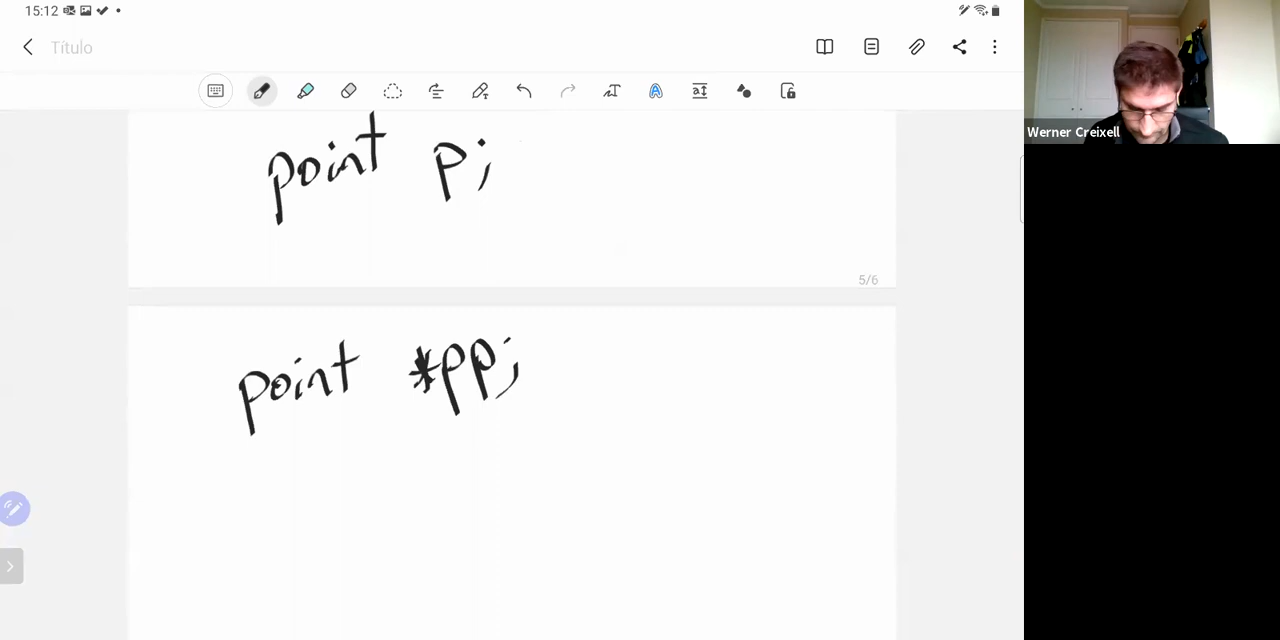 15:12
Título
point p;
5/6
point *pp;
Werner Creixell